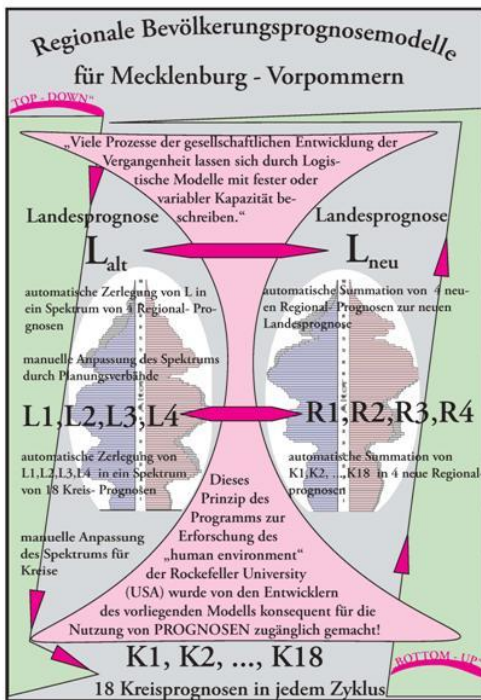 Regionale Bevölkerungsprognosemodelle
für Mecklenburg - Vorpommern
TOP - DOWN“
„Viele Prozesse der gesellschaftlichen Entwicklung der
Vergangenheit lassen sich durch Logis-
tische Modelle mit fester oder
variabler Kapazität be-
schreiben.“
Landesprognose
L alt
automatische Zerlegung von L in
ein Spektrum von 4 Regional- Pro-
gnosen
manuelle Anpassung des Spektrums
durch Planungsverbände
L1,L2,L3,L4
automatische Zerlegung von
L1,L2,L3,L4 in ein Spektrum
von 18 Kreis- Prognosen
manuelle Anpassung
des Spektrums für
Kreise
Landesprognose
L neu
automatische Summation von 4 neu-
en Regional- Prognosen zur neuen
Landesprognose
R1,R2,R3,R4
automatische Summation von
K1,K2, ...,K18 in 4 neue Regional-
prognosen
Dieses
Prinzip des
Programms zur
Erforschung des
„human environment“
der Rockefeller University
(USA) wurde von den Entwicklern
des vorliegenden Modells konsequent für die
Nutzung von PROGNOSEN zugänglich gemacht!
BOTTOM - UP“
K1, K2, ..., K18
18 Kreisprognosen in jedem Zyklus